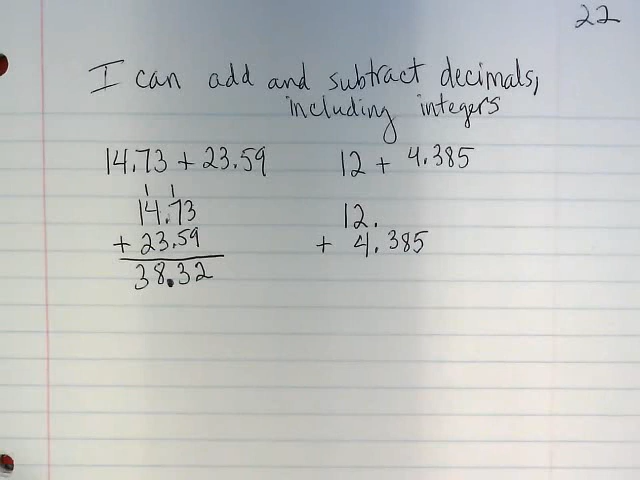 22
I can add and subtract decimals,
including integers
14.73 + 23.59
1 1
14.73
+ 23.59
38.32
12 + 4.385
12.
+ 4.385